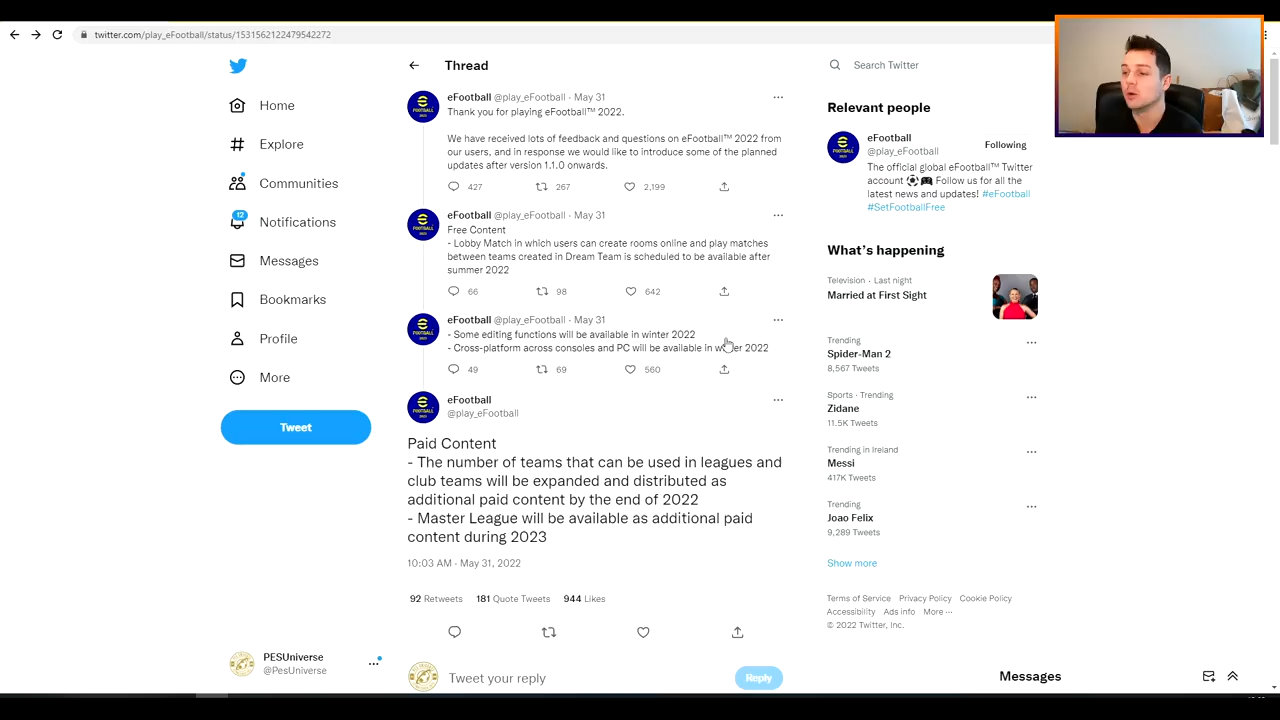 twitter.com/play_eFootball/status/1531562122479542272
Home
Explore
Communities
12
Notifications
Messages
Bookmarks
Profile
More
Tweet
PESUniverse
@PesUniverse
Thread
eFootball @play_eFootball · May 31
Thank you for playing eFootball™ 2022.
We have received lots of feedback and questions on eFootball™ 2022 from
our users, and in response we would like to introduce some of the planned
updates after version 1.1.0 onwards.
427 267 2,199
eFootball @play_eFootball · May 31
Free Content
- Lobby Match in which users can create rooms online and play matches
between teams created in Dream Team is scheduled to be available after
summer 2022
66 98 642
eFootball @play_eFootball · May 31
- Some editing functions will be available in winter 2022
- Cross-platform across consoles and PC will be available in winter 2022
49 69 560
eFootball
@play_eFootball
Paid Content
- The number of teams that can be used in leagues and
club teams will be expanded and distributed as
additional paid content by the end of 2022
- Master League will be available as additional paid
content during 2023
10:03 AM · May 31, 2022
92 Retweets 181 Quote Tweets 944 Likes
Tweet your reply
Reply
Search Twitter
Relevant people
eFootball
@play_eFootball
Following
The official global eFootball™ Twitter
account ⚽🎮 Follow us for all the
latest news and updates! #eFootball
#SetFootballFree
What's happening
Television · Last night
Married at First Sight
Trending
Spider-Man 2
8,567 Tweets
Sports · Trending
Zidane
11.5K Tweets
Trending in Ireland
Messi
417K Tweets
Trending
Joao Felix
9,289 Tweets
Show more
Terms of Service Privacy Policy Cookie Policy
Accessibility Ads info More ···
© 2022 Twitter, Inc.
Messages